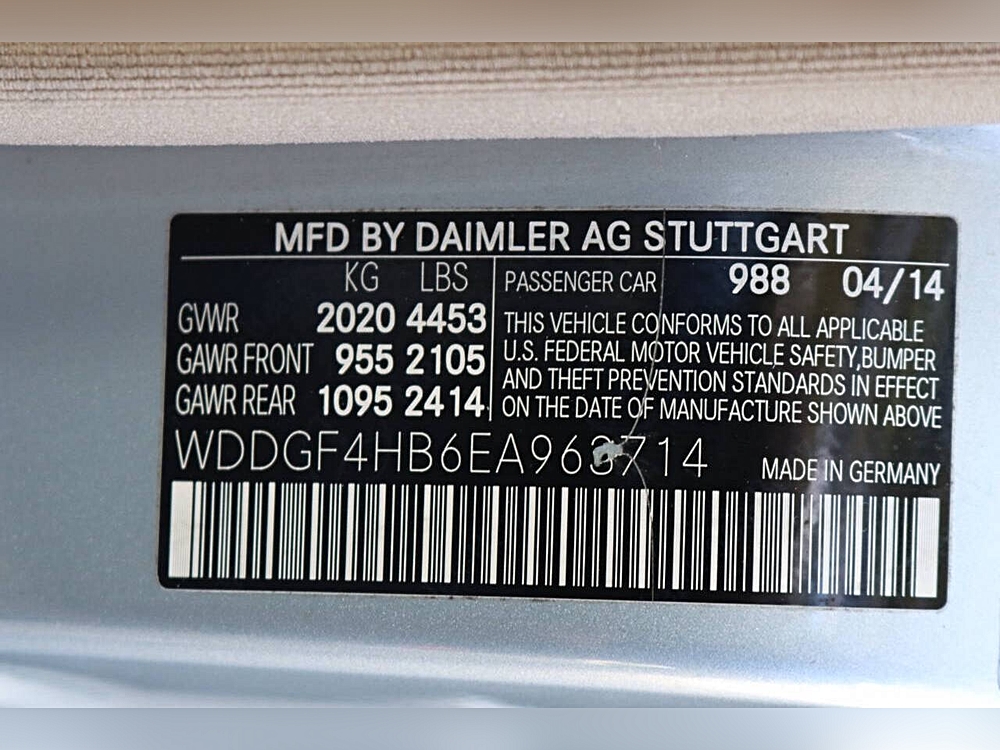 MFD BY DAIMLER AG STUTTGART
KG LBS
GVWR 2020 4453
GAWR FRONT 955 2105
GAWR REAR 1095 2414
PASSENGER CAR 988 04/14
THIS VEHICLE CONFORMS TO ALL APPLICABLE
U.S. FEDERAL MOTOR VEHICLE SAFETY,BUMPER
AND THEFT PREVENTION STANDARDS IN EFFECT
ON THE DATE OF MANUFACTURE SHOWN ABOVE
WDDGF4HB6EA963714
MADE IN GERMANY